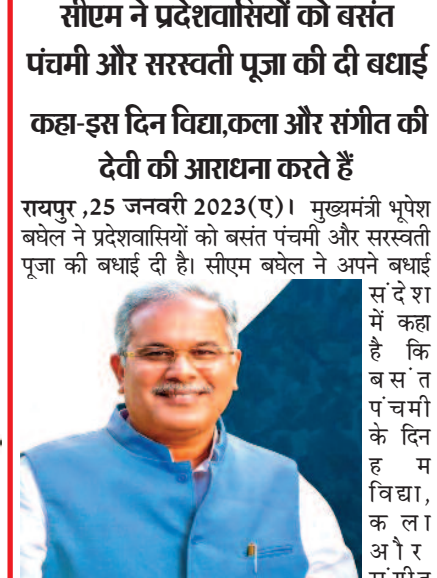 सीएम ने प्रदेशवासियों को बसंत
पंचमी और सरस्वती पूजा की दी बधाई
कहा-इस दिन विद्या,कला और संगीत की
देवी की आराधना करते हैं
रायपुर ,25 जनवरी 2023(ए)। मुख्यमंत्री भूपेश
बघेल ने प्रदेशवासियों को बसंत पंचमी और सरस्वती
पूजा की बधाई दी है। सीएम बघेल ने अपने बधाई
संदेश
में कहा
है कि
बसंत
पंचमी
के दिन
हम
विद्या,
कला
और